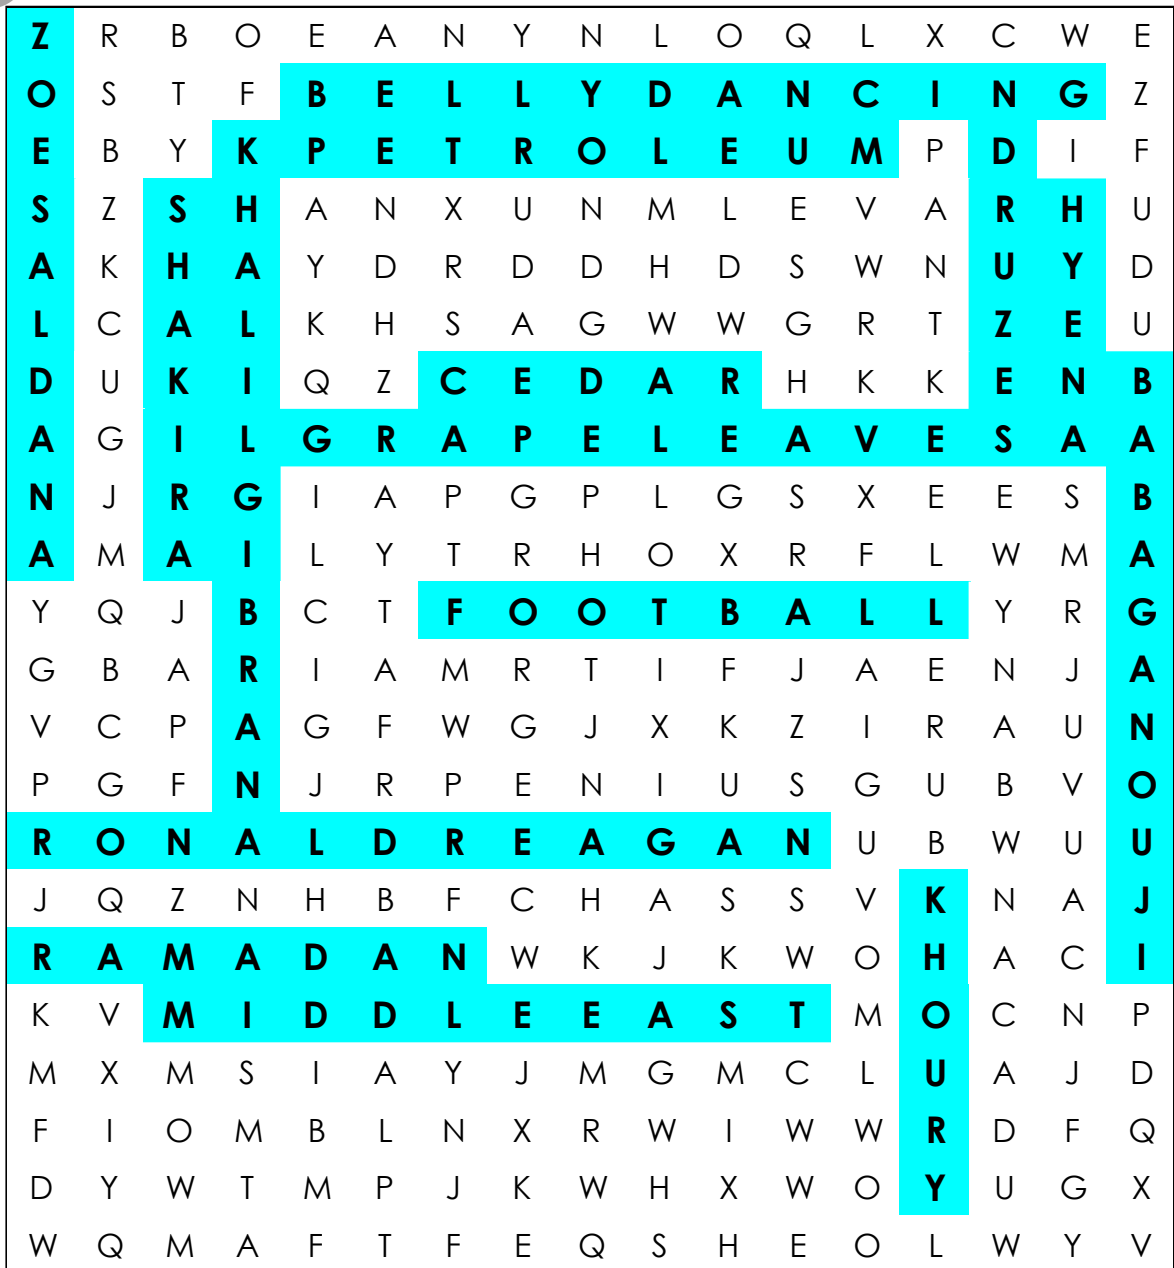 Z R B O E A N Y N L O Q L X C W E
O S T F B E L L Y D A N C I N G Z
E B Y K P E T R O L E U M P D I F
S Z S H A N X U N M L E V A R H U
A K H A Y D R D D H D S W N U Y D
L C A L K H S A G W W G R T Z E U
D U K I Q Z C E D A R H K K E N B
A G I L G R A P E L E A V E S A A
N J R G I A P G P L G S X E E S B
A M A I L Y T R H O X R F L W M A
Y Q J B C T F O O T B A L L Y R G
G B A R I A M R T I F J A E N J A
V C P A G F W G J X K Z I R A U N
P G F N J R P E N I U S G U B V O
R O N A L D R E A G A N U B W U U
J Q Z N H B F C H A S S V K N A J
R A M A D A N W K J K W O H A C I
K V M I D D L E E A S T M O C N P
M X M S I A Y J M G M C L U A J D
F I O M B L N X R W I W W R D F Q
D Y W T M P J K W H X W O Y U G X
W Q M A F T F E Q S H E O L W Y V